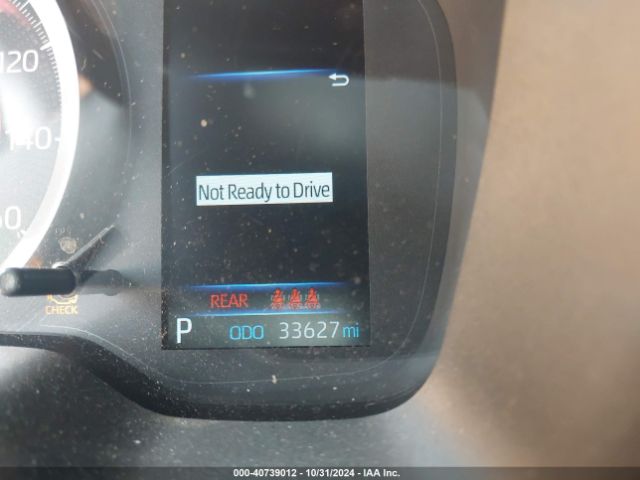 120
140
Not Ready to Drive
REAR
CHECK
P ODO 33627 mi
000-40739012 - 10/31/2024 - IAA Inc.